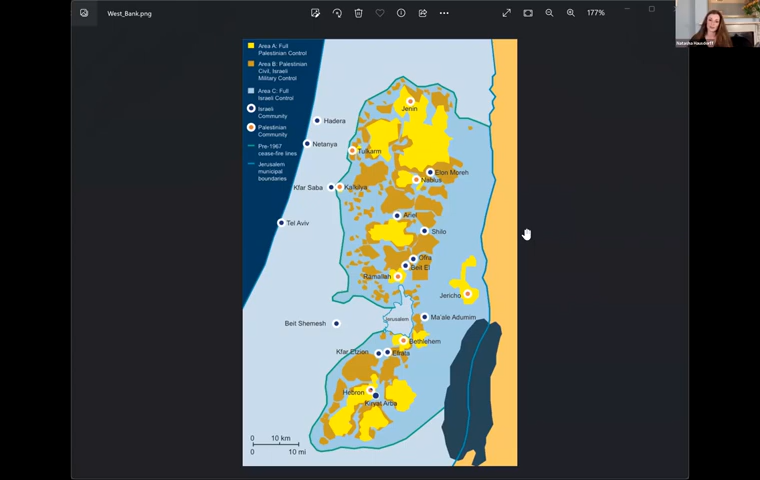 West_Bank.png
177%
Natasha Hausdorff
Area A: Full
Palestinian Control
Area B: Palestinian
Civil, Israeli
Military Control
Area C: Full
Israeli Control
Israeli
Community
Palestinian
Community
Pre-1967
cease-fire lines
Jerusalem
municipal
boundaries
Jenin
Hadera
Netanya
Tulkarm
Elon Moreh
Nablus
Kfar Saba
Kalkilya
Ariel
Tel Aviv
Shilo
Ofra
Beit El
Ramallah
Jericho
Jerusalem
Ma'ale Adumim
Beit Shemesh
Bethlehem
Kfar Etzion
Efrata
Hebron
Kiryat Arba
0 10 km
0 10 mi